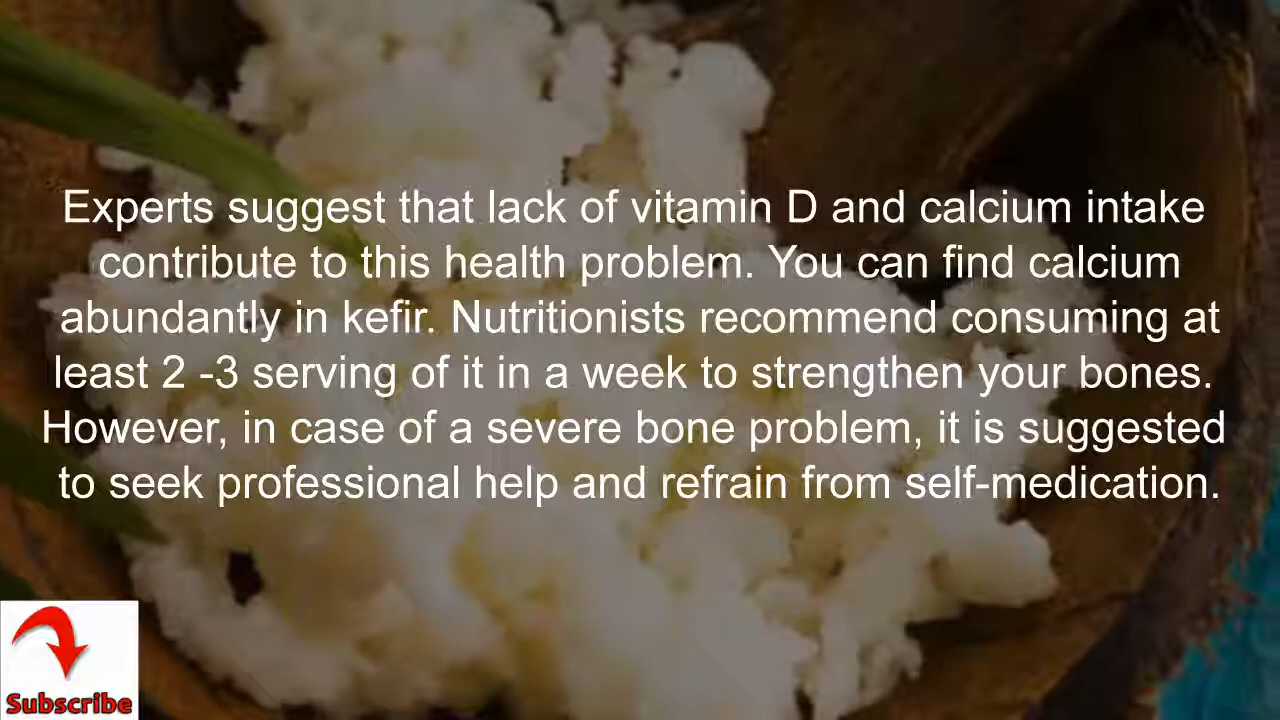 Experts suggest that lack of vitamin D and calcium intake
contribute to this health problem. You can find calcium
abundantly in kefir. Nutritionists recommend consuming at
least 2 -3 serving of it in a week to strengthen your bones.
However, in case of a severe bone problem, it is suggested
to seek professional help and refrain from self-medication.
Subscribe